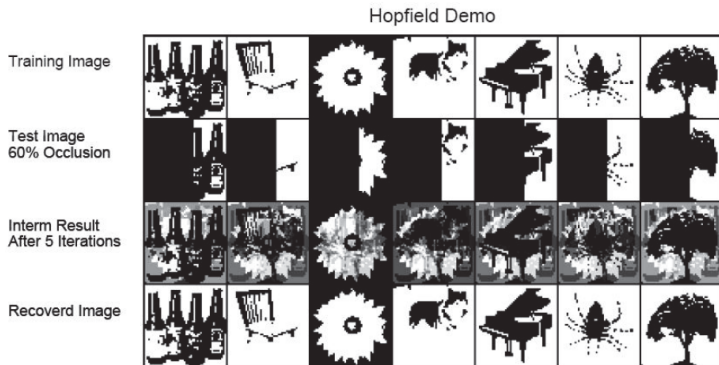 Hopfield Demo
Training Image
Test Image
60% Occlusion
Interm Result
After 5 Iterations
Recoverd Image